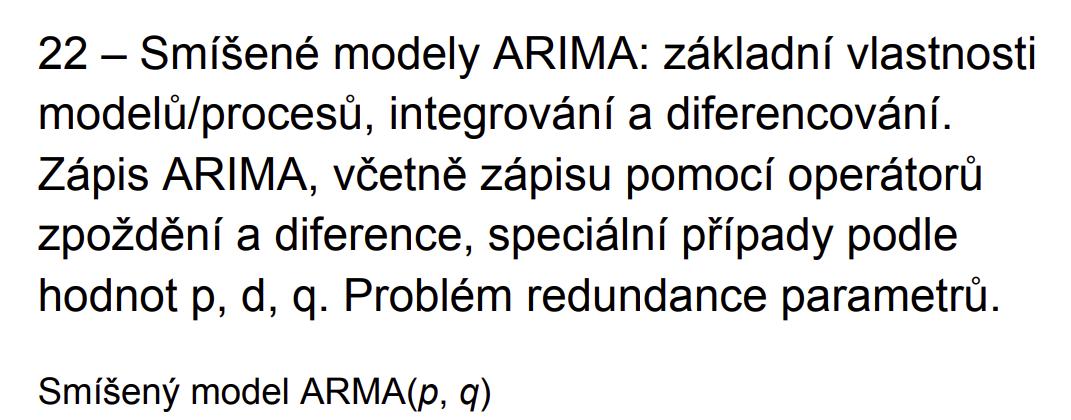 22 – Smíšené modely ARIMA: základní vlastnosti
modelů/procesů, integrování a diferencování.
Zápis ARIMA, včetně zápisu pomocí operátorů
zpoždění a diference, speciální případy podle
hodnot p, d, q. Problém redundance parametrů.
Smíšený model ARMA(p, q)